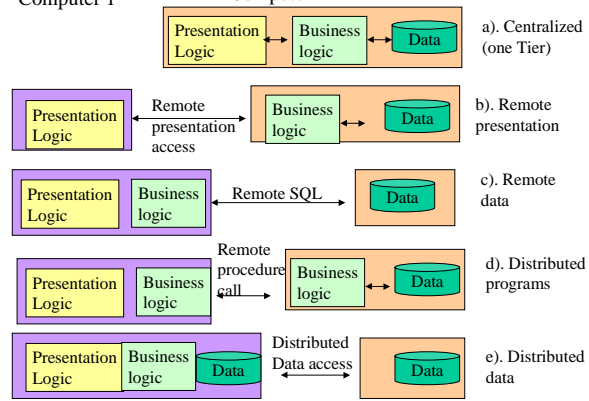 Computer 1
Presentation
Logic
Business
logic
Data
a). Centralized
(one Tier)
Presentation
Logic
Remote
presentation
access
Business
logic
Data
b). Remote
presentation
Presentation
Logic
Business
logic
Remote SQL
Data
c). Remote
data
Presentation
Logic
Business
logic
Remote
procedure
call
Business
logic
Data
d). Distributed
programs
Presentation
Logic
Business
logic
Data
Distributed
Data access
Data
e). Distributed
data